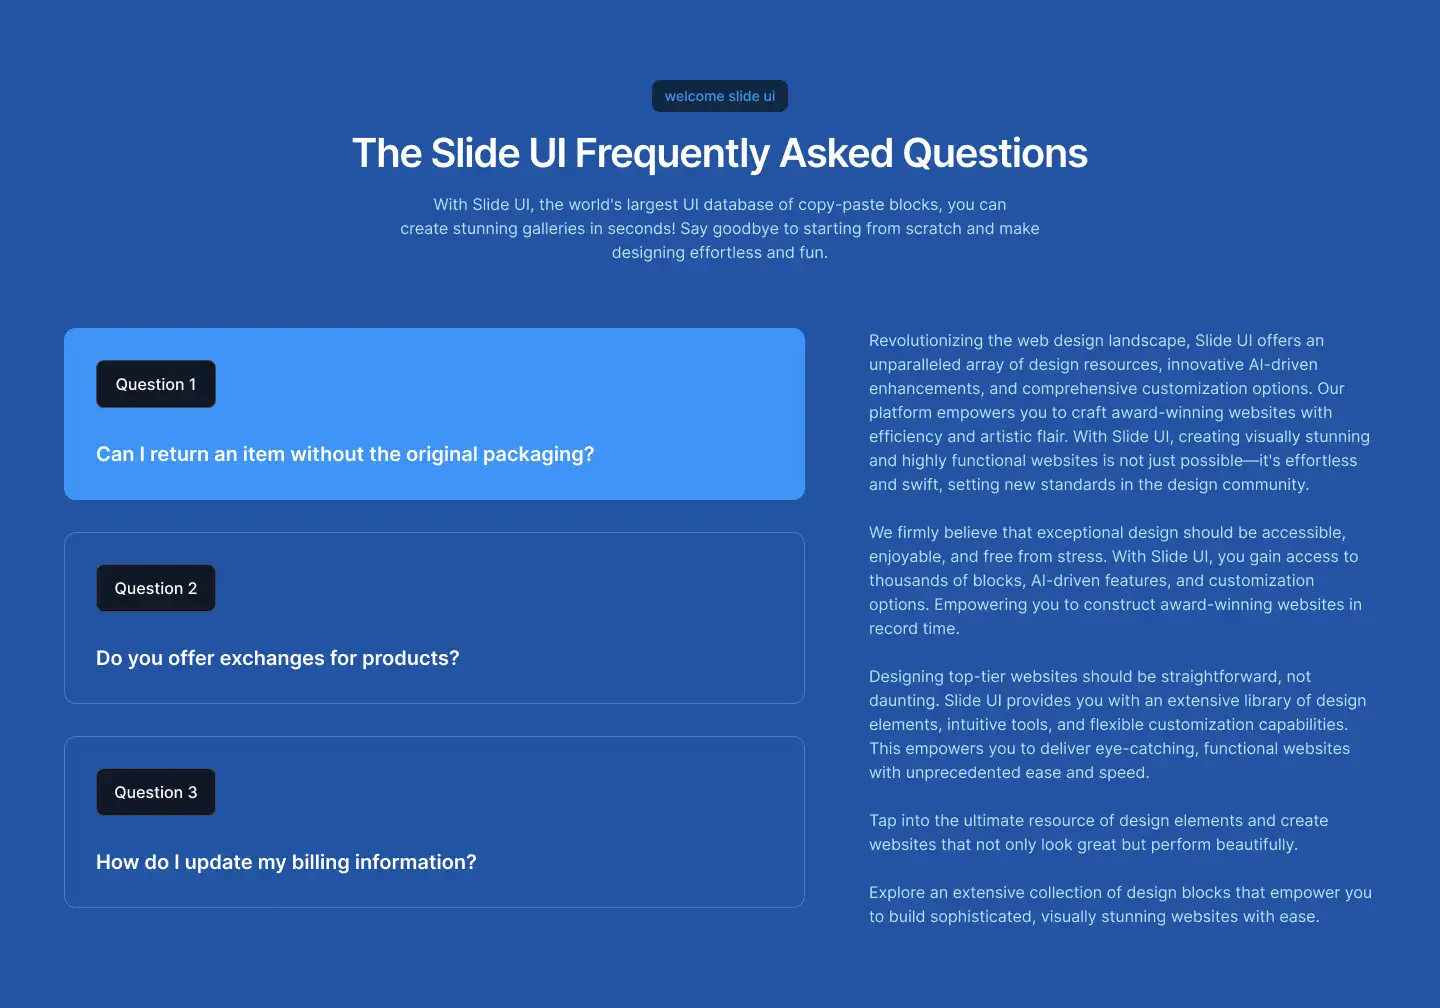 welcome slide ui
The Slide UI Frequently Asked Questions
With Slide UI, the world's largest UI database of copy-paste blocks, you can
create stunning galleries in seconds! Say goodbye to starting from scratch and make
designing effortless and fun.
Question 1
Can I return an item without the original packaging?
Question 2
Do you offer exchanges for products?
Question 3
How do I update my billing information?
Revolutionizing the web design landscape, Slide UI offers an
unparalleled array of design resources, innovative AI-driven
enhancements, and comprehensive customization options. Our
platform empowers you to craft award-winning websites with
efficiency and artistic flair. With Slide UI, creating visually stunning
and highly functional websites is not just possible—it's effortless
and swift, setting new standards in the design community.
We firmly believe that exceptional design should be accessible,
enjoyable, and free from stress. With Slide UI, you gain access to
thousands of blocks, AI-driven features, and customization
options. Empowering you to construct award-winning websites in
record time.
Designing top-tier websites should be straightforward, not
daunting. Slide UI provides you with an extensive library of design
elements, intuitive tools, and flexible customization capabilities.
This empowers you to deliver eye-catching, functional websites
with unprecedented ease and speed.
Tap into the ultimate resource of design elements and create
websites that not only look great but perform beautifully.
Explore an extensive collection of design blocks that empower you
to build sophisticated, visually stunning websites with ease.